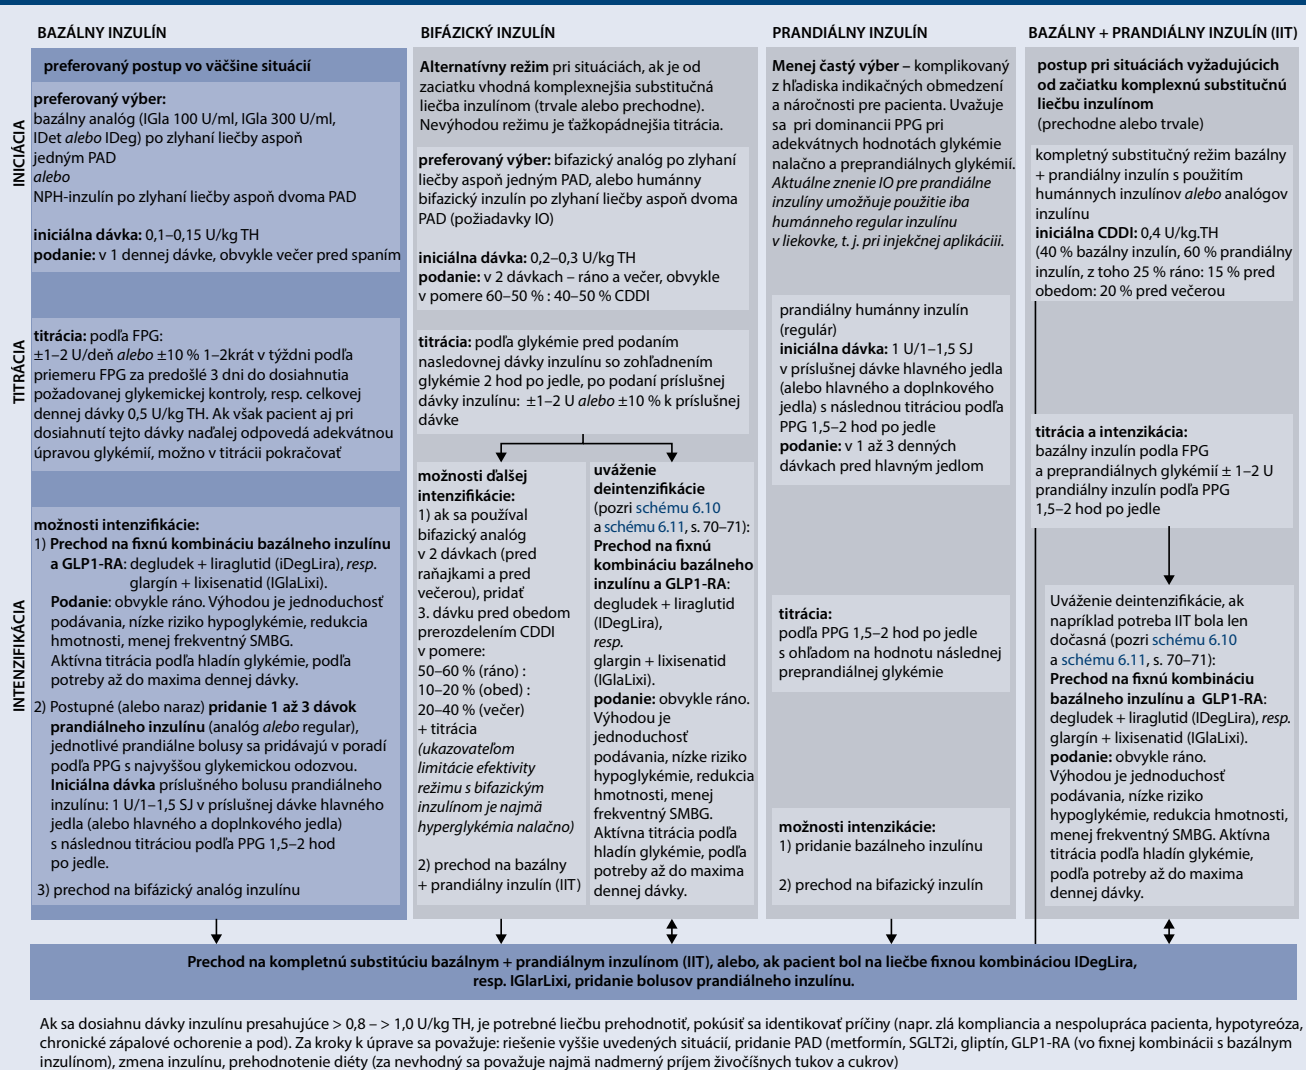 BAZÁLNY INZULÍN
preferovaný postup vo väčšine situácií
INICIÁCIA
preferovaný výber:
bazálny analóg (IGla 100 U/ml, IGla 300 U/ml,
IDet alebo IDeg) po zlyhaní liečby aspoň
jedným PAD
alebo
NPH-inzulín po zlyhaní liečby aspoň dvoma PAD
iniciálna dávka: 0,1–0,15 U/kg TH
podanie: v 1 dennej dávke, obvykle večer pred spaním
TITRÁCIA
titrácia: podľa FPG:
±1–2 U/deň alebo ±10 % 1–2krát v týždni podľa
priemeru FPG za predošlé 3 dni do dosiahnutia
požadovanej glykemickej kontroly, resp. celkovej
dennej dávky 0,5 U/kg TH. Ak však pacient aj pri
dosiahnutí tejto dávky naďalej odpovedá adekvátnou
úpravou glykémií, možno v titrácii pokračovať
INTENZIFIKÁCIA
možnosti intenzifikácie:
1) Prechod na fixnú kombináciu bazálneho inzulínu
a GLP1-RA: degludek + liraglutid (iDegLira), resp.
glargín + lixisenatid (IGlaLixi).
Podanie: obvykle ráno. Výhodou je jednoduchosť
podávania, nízke riziko hypoglykémie, redukcia
hmotnosti, menej frekventný SMBG.
Aktívna titrácia podľa hladín glykémie, podľa
potreby až do maxima dennej dávky.
2) Postupné (alebo naraz) pridanie 1 až 3 dávok
prandiálneho inzulínu (analóg alebo regular),
jednotlivé prandiálne bolusy sa pridávajú v poradí
podľa PPG s najvyššou glykemickou odozvou.
Iniciálna dávka príslušného bolusu prandiálneho
inzulínu: 1 U/1–1,5 SJ v príslušnej dávke hlavného
jedla (alebo hlavného a doplnkového jedla)
s následnou titráciou podľa PPG 1,5–2 hod
po jedle.
3) prechod na bifázický analóg inzulínu
BIFÁZICKÝ INZULÍN
Alternatívny režim pri situáciách, ak je od
zaciatku vhodná komplexnejšia substitučná
liečba inzulínom (trvale alebo prechodne).
Nevýhodou režimu je ťažkopádnejšia titrácia.
preferovaný výber: bifazický analóg po zlyhaní
liečby aspoň jedným PAD, alebo humánny
bifazický inzulín po zlyhaní liečby aspoň dvoma
PAD (požiadavky IO)
iniciálna dávka: 0,2–0,3 U/kg TH
podanie: v 2 dávkach – ráno a večer, obvykle
v pomere 60–50 % : 40–50 % CDDI
titrácia: podľa glykémie pred podaním
nasledovnej dávky inzulínu so zohľadnením
glykémie 2 hod po jedle, po podaní príslušnej
dávky inzulínu: ±1–2 U alebo ±10 % k príslušnej
dávke
možnosti ďalšej
intenzifikácie:
1) ak sa používal
bifazický analóg
v 2 dávkach (pred
raňajkami a pred
večerou), pridať
3. dávku pred obedom
prerozdelením CDDI
v pomere:
50–60 % (ráno) :
10–20 % (obed) :
20–40 % (večer)
+ titrácia
(ukazovateľom
limitácie efektivity
režimu s bifazickým
inzulínom je najmä
hyperglykémia nalačno)
2) prechod na bazálny
+ prandiálny inzulín (IIT)
uváženie
deintenzifikácie
(pozri schému 6.10
a schému 6.11, s. 70–71):
Prechod na fixnú
kombináciu bazálneho
inzulínu a GLP1-RA:
degludek + liraglutid
(IDegLira),
resp.
glargin + lixisenatid
(IGlaLixi).
podanie: obvykle ráno.
Výhodou je
jednoduchosť
podávania, nízke riziko
hypoglykémie, redukcia
hmotnosti, menej
frekventný SMBG.
Aktívna titrácia podľa
hladín glykémie, podľa
potreby až do maxima
dennej dávky.
PRANDIÁLNY INZULÍN
Menej častý výber – komplikovaný
z hľadiska indikačných obmedzení
a náročnosti pre pacienta. Uvažuje
sa pri dominancii PPG pri
adekvátnych hodnotách glykémie
nalačno a preprandiálnych glykémií.
Aktuálne znenie IO pre prandiálne
inzulíny umožňuje použitie iba
humánneho regular inzulínu
v liekovke, t. j. pri injekčnej aplikáciii.
prandiálny humánny inzulín
(regulár)
iniciálna dávka: 1 U/1–1,5 SJ
v príslušnej dávke hlavného jedla
(alebo hlavného a doplnkového
jedla) s následnou titráciou podľa
PPG 1,5–2 hod po jedle
podanie: v 1 až 3 denných
dávkach pred hlavným jedlom
titrácia:
podľa PPG 1,5–2 hod po jedle
s ohľadom na hodnotu následnej
preprandiálnej glykémie
možnosti intenzikácie:
1) pridanie bazálneho inzulínu
2) prechod na bifazický inzulín
BAZÁLNY + PRANDIÁLNY INZULÍN (IIT)
postup pri situáciách vyžadujúcich
od začiatku komplexnú substitučnú
liečbu inzulínom
(prechodne alebo trvale)
kompletný substitučný režim bazálny
+ prandiálny inzulín s použitím
humánnych inzulínov alebo analógov
inzulínu
iniciálna CDDI: 0,4 U/kg.TH
(40 % bazálny inzulín, 60 % prandiálny
inzulín, z toho 25 % ráno: 15 % pred
obedom: 20 % pred večerou
titrácia a intenzikácia:
bazálny inzulín podla FPG
a preprandiálnych glykémií ± 1–2 U
prandiálny inzulín podľa PPG
1,5–2 hod po jedle
Uváženie deintenzifikácie, ak
napríklad potreba IIT bola len
dočasná (pozri schému 6.10
a schému 6.11, s. 70–71):
Prechod na fixnú kombináciu
bazálneho inzulínu a GLP1-RA:
degludek + liraglutid (IDegLira), resp.
glargín + lixisenatid (IGlaLixi).
podanie: obvykle ráno.
Výhodou je jednoduchosť
podávania, nízke riziko
hypoglykémie, redukcia hmotnosti,
menej frekventný SMBG. Aktívna
titrácia podľa hladín glykémie,
podľa potreby až do maxima
dennej dávky.
Prechod na kompletnú substitúciu bazálnym + prandiálnym inzulínom (IIT), alebo, ak pacient bol na liečbe fixnou kombináciou IDegLira,
resp. IGlarLixi, pridanie bolusov prandiálneho inzulínu.
Ak sa dosiahnu dávky inzulínu presahujúce > 0,8 – > 1,0 U/kg TH, je potrebné liečbu prehodnotiť, pokúsiť sa identikovať príčiny (napr. zlá kompliancia a nespolupráca pacienta, hypotyreóza,
chronické zápalové ochorenie a pod). Za kroky k úprave sa považuje: riešenie vyššie uvedených situácií, pridanie PAD (metformín, SGLT2i, gliptín, GLP1-RA (vo fixnej kombinácii s bazálnym
inzulínom), zmena inzulínu, prehodnotenie diéty (za nevhodný sa považuje najmä nadmerný príjem živočíšnych tukov a cukrov)